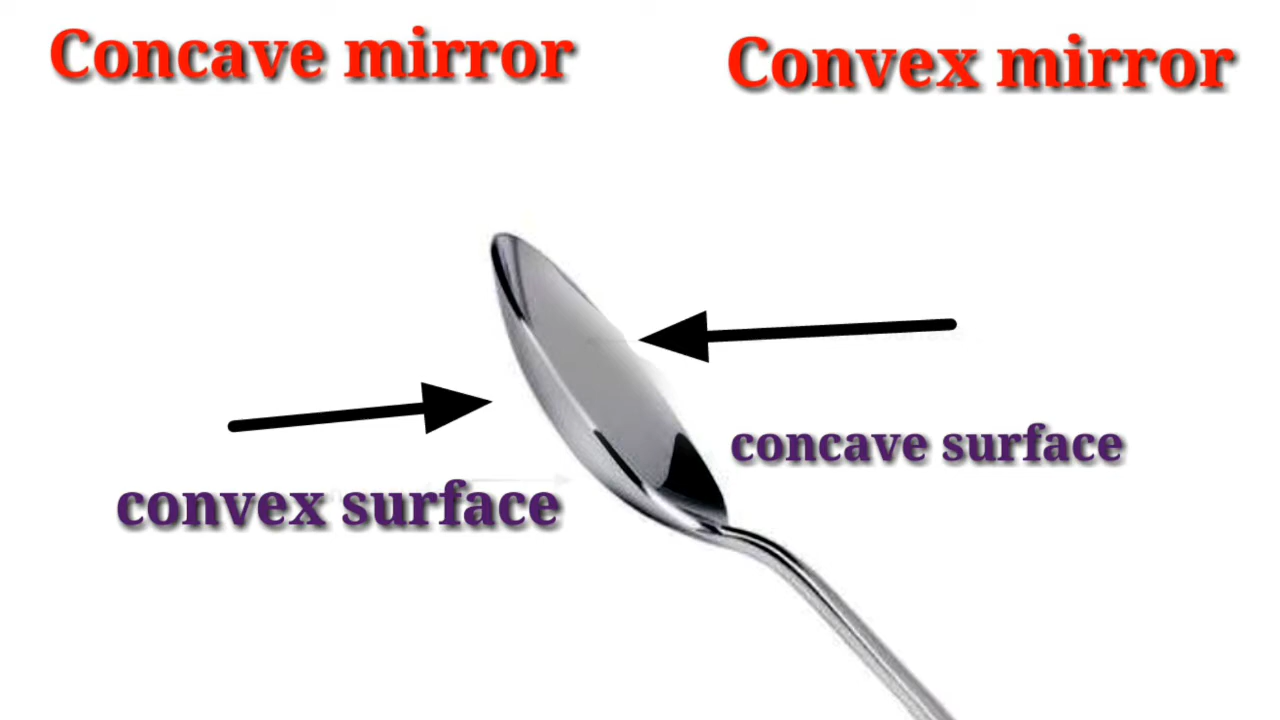 Concave mirror
Convex mirror
concave surface
convex surface